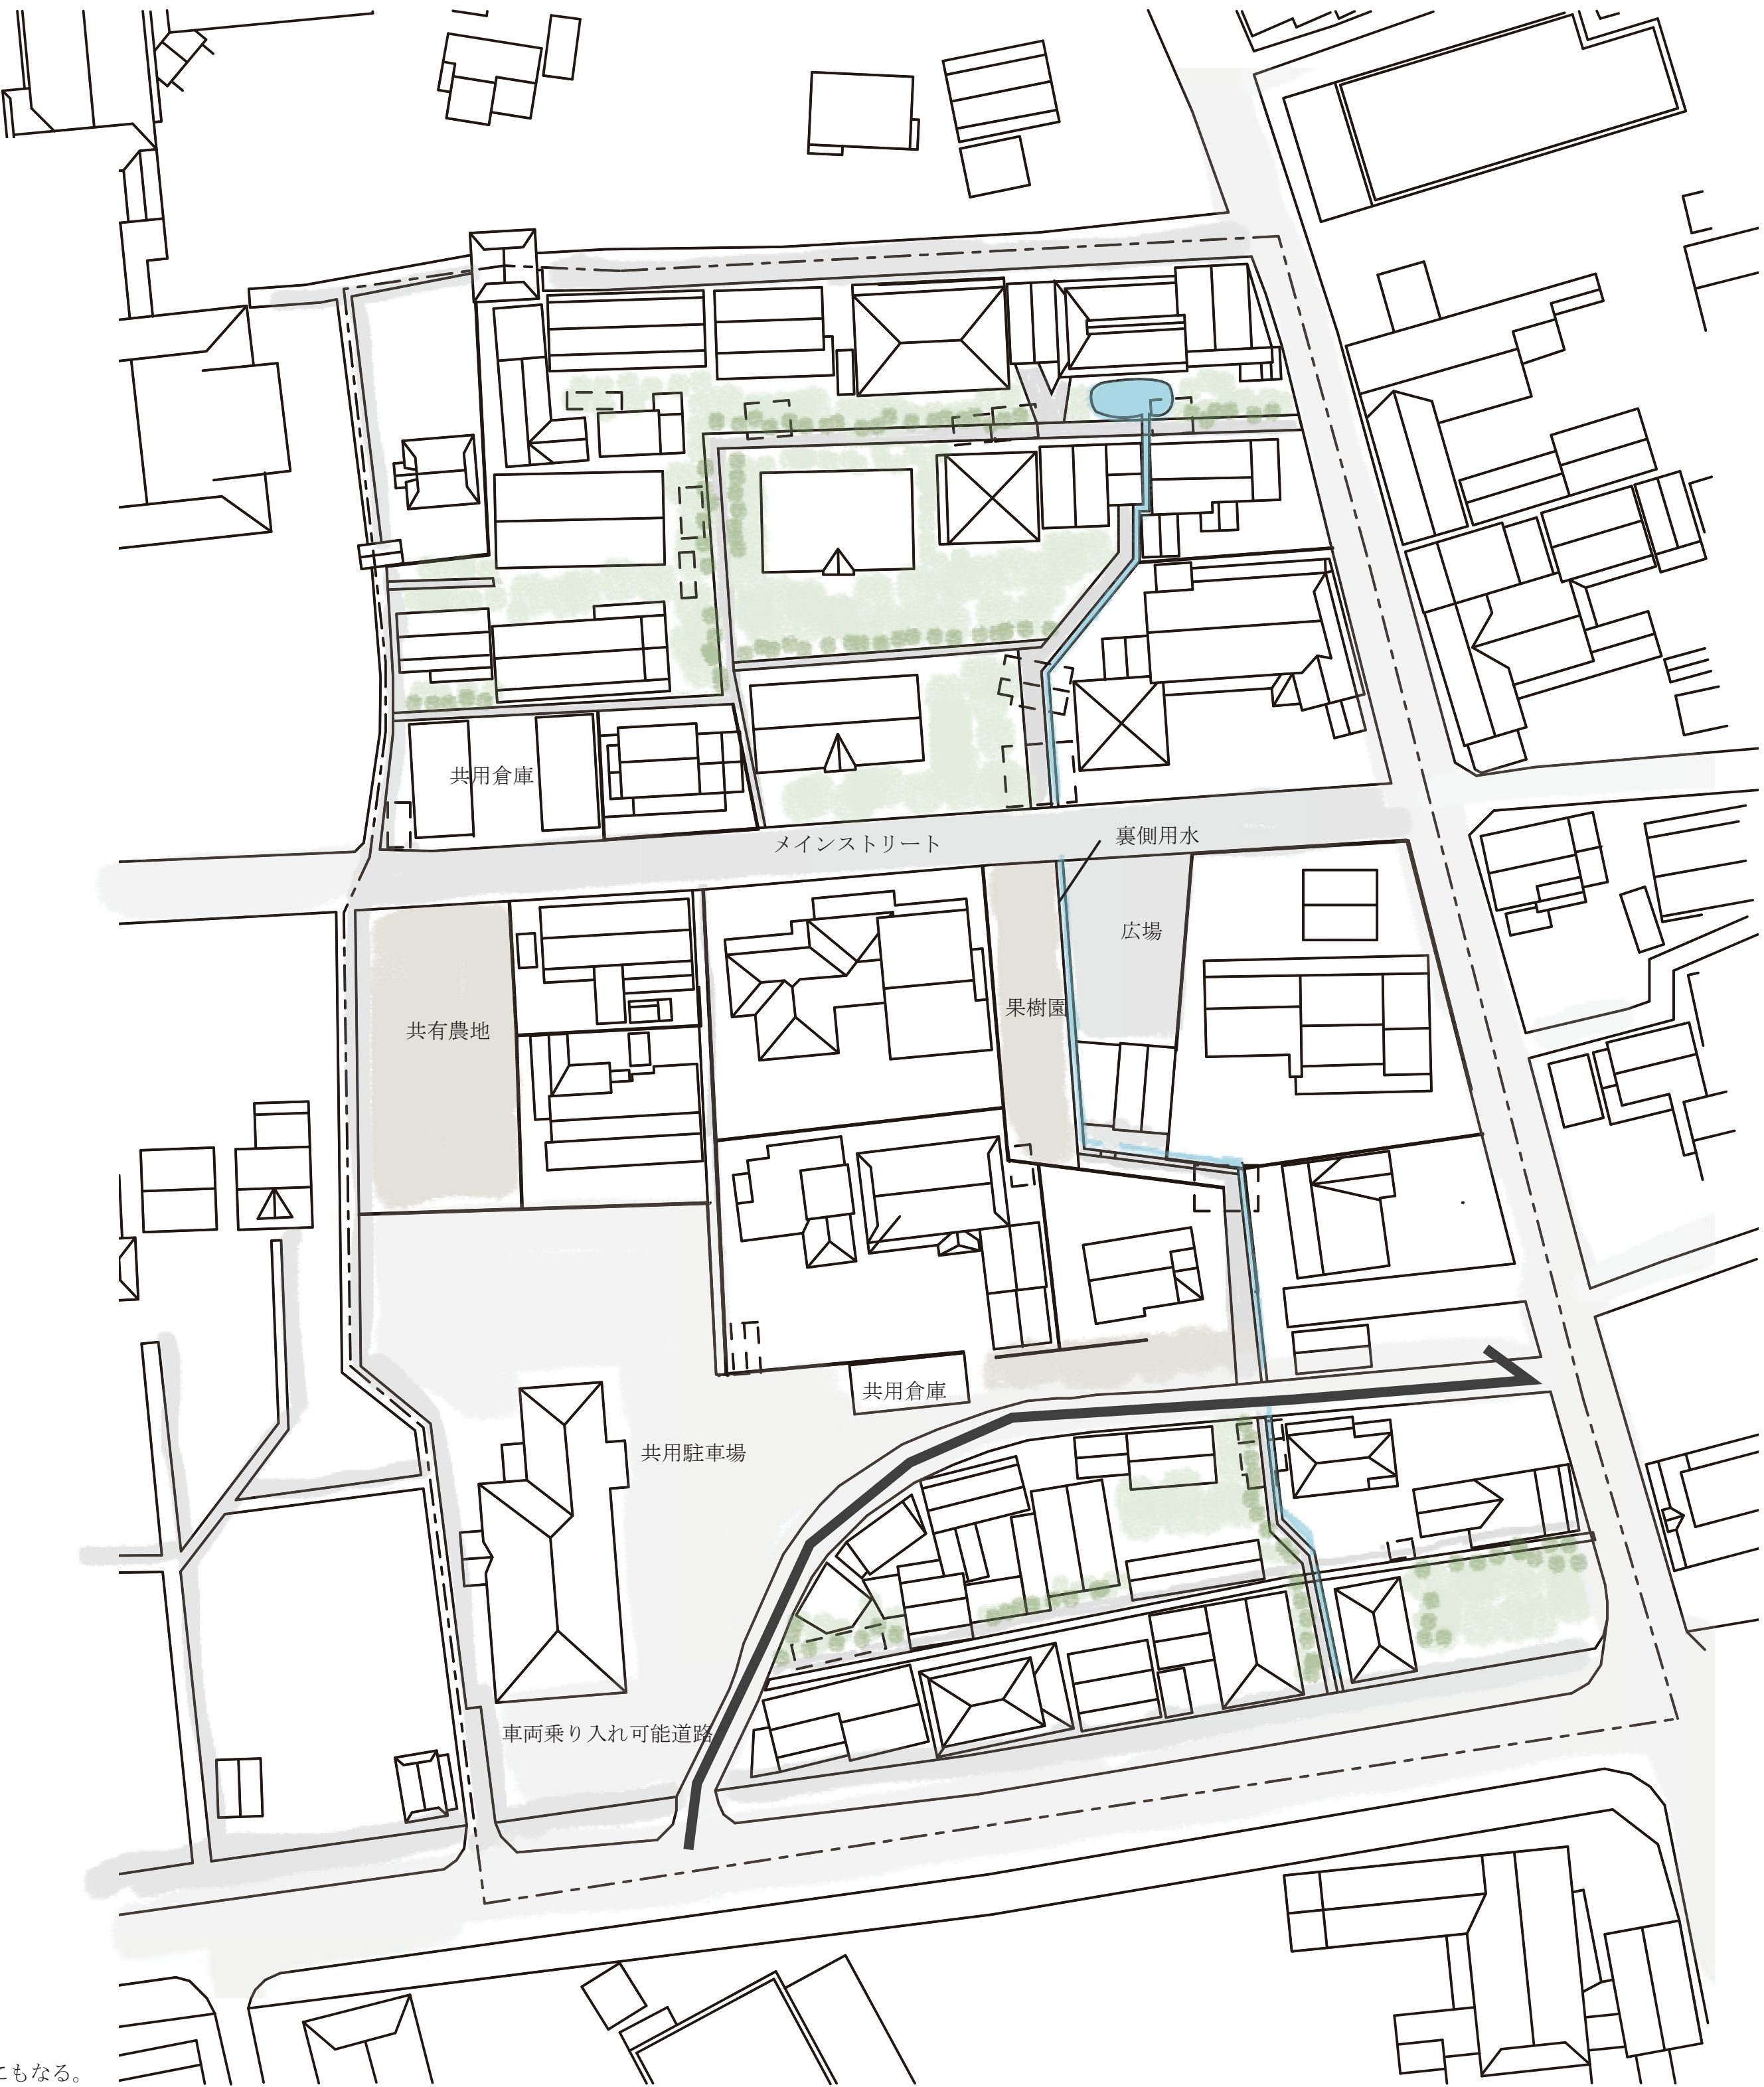 共用倉庫
メインストリート
裏側用水
広場
果樹園
共有農地
共用倉庫
共用駐車場
車両乗り入れ可能道路
にもなる。